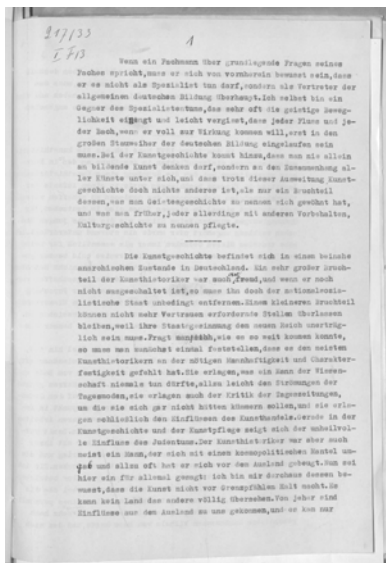 217/33
I F13
1
Wenn ein Fachmann über grundlegende Fragen seines
Faches spricht, muss er sich von vornherein bewusst sein, dass
er es nicht als Spezialist tun darf, sondern als Vertreter der
allgemeinen deutschen Bildung überhaupt. Ich selbst bin ein
Gegner des Spezialistentums, das sehr oft die geistige Beweg-
lichkeit einengt und leicht vergisst, dass jeder Fluss und je-
der Bach, wenn er voll zur Wirkung kommen will, erst in den
großen Stauweiher der deutschen Bildung eingelaufen sein
muss. Bei der Kunstgeschichte kommt hinzu, dass man nie allein
an bildende Kunst denken darf, sondern an den Zusammenhang al-
ler Künste unter sich, und dass trotz dieser Ausweitung Kunst-
geschichte doch nichts anderes ist, als nur ein Bruchteil
dessen, was man Geistesgeschichte zu nennen sich gewöhnt hat,
und was man früher, jeder allerdings mit anderen Vorbehalten,
Kulturgeschichte zu nennen pflegte.
--------
Die Kunstgeschichte befindet sich in einem beinahe
anarchischen Zustande in Deutschland. Ein sehr großer Bruch-
teil der Kunsthistoriker war
fremd, und wenn er noch
nicht ausgeschaltet ist, so muss ihn doch der nationalsozia-
listische Staat unbedingt entfernen. Einem kleineren Bruchteil
können nicht mehr Vertrauen erfordernde Stellen überlassen
bleiben, weil ihre Staatsgesinnung dem neuen Reich unerträg-
lich sein muss. Fragt man, wie es so weit kommen konnte,
so muss man zunächst einmal feststellen, dass es den meisten
Kunsthistorikern an der nötigen Mannhaftigkeit und Charakter-
festigkeit gefehlt hat. Sie erlagen, was ein Mann der Wissen-
schaft niemals tun dürfte, allzu leicht den Strömungen der
Tagesmoden, sie erlagen auch der Kritik der Tageszeitungen,
um die sie sich gar nicht hätten kümmern sollen, und sie erla-
gen schließlich den Einflüssen des Kunsthandels. Gerade in der
Kunstgeschichte und der Kunstpflege zeigt sich der unheilvol-
le Einfluss des Judentums. Der Kunsthistoriker war aber auch
meist ein Mann, der sich mit einem kosmopolitischen Mantel um-
gab und allzu oft hat er sich vor dem Ausland gebeugt. Nun sei
hier ein für allemal gesagt: ich bin mir durchaus dessen be-
wusst, dass die Kunst nicht vor Grenzpfählen Halt macht. Es
kann kein Land das andere völlig übersehen. Von jeher sind
Einflüsse aus dem Ausland zu uns gekommen, und es kann nur